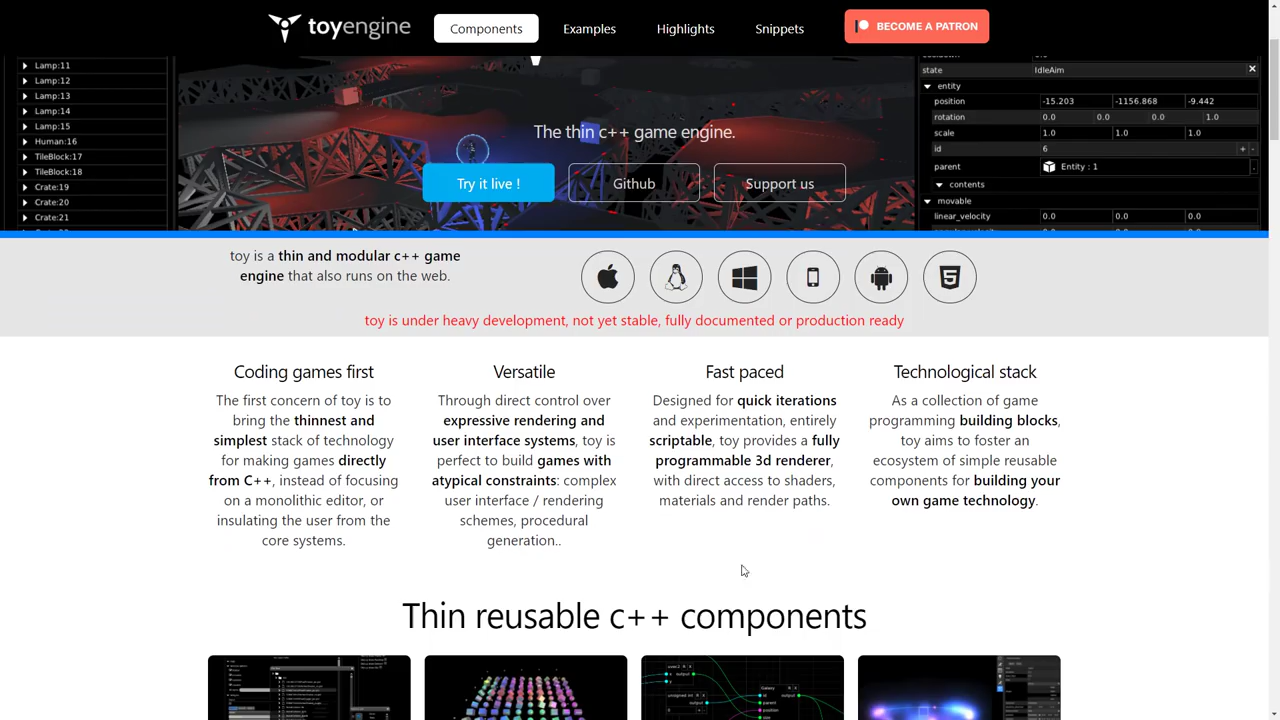 toyengine
Components
Examples
Highlights
Snippets
BECOME A PATRON
Lamp:11
Lamp:12
Lamp:13
Lamp:14
Lamp:15
Human:16
TileBlock:17
TileBlock:18
Crate:19
Crate:20
Crate:21
state IdleAim
entity
position -15.203 -1156.868 -9.442
rotation 0.0 0.0 0.0 1.0
scale 1.0 1.0 1.0
id 6 + -
parent Entity : 1
contents
movable
linear_velocity 0.0 0.0 0.0
The thin c++ game engine.
Try it live !
Github
Support us
toy is a thin and modular c++ game
engine that also runs on the web.
toy is under heavy development, not yet stable, fully documented or production ready
Coding games first
The first concern of toy is to
bring the thinnest and
simplest stack of technology
for making games directly
from C++, instead of focusing
on a monolithic editor, or
insulating the user from the
core systems.
Versatile
Through direct control over
expressive rendering and
user interface systems, toy is
perfect to build games with
atypical constraints: complex
user interface / rendering
schemes, procedural
generation..
Fast paced
Designed for quick iterations
and experimentation, entirely
scriptable, toy provides a fully
programmable 3d renderer,
with direct access to shaders,
materials and render paths.
Technological stack
As a collection of game
programming building blocks,
toy aims to foster an
ecosystem of simple reusable
components for building your
own game technology.
Thin reusable c++ components